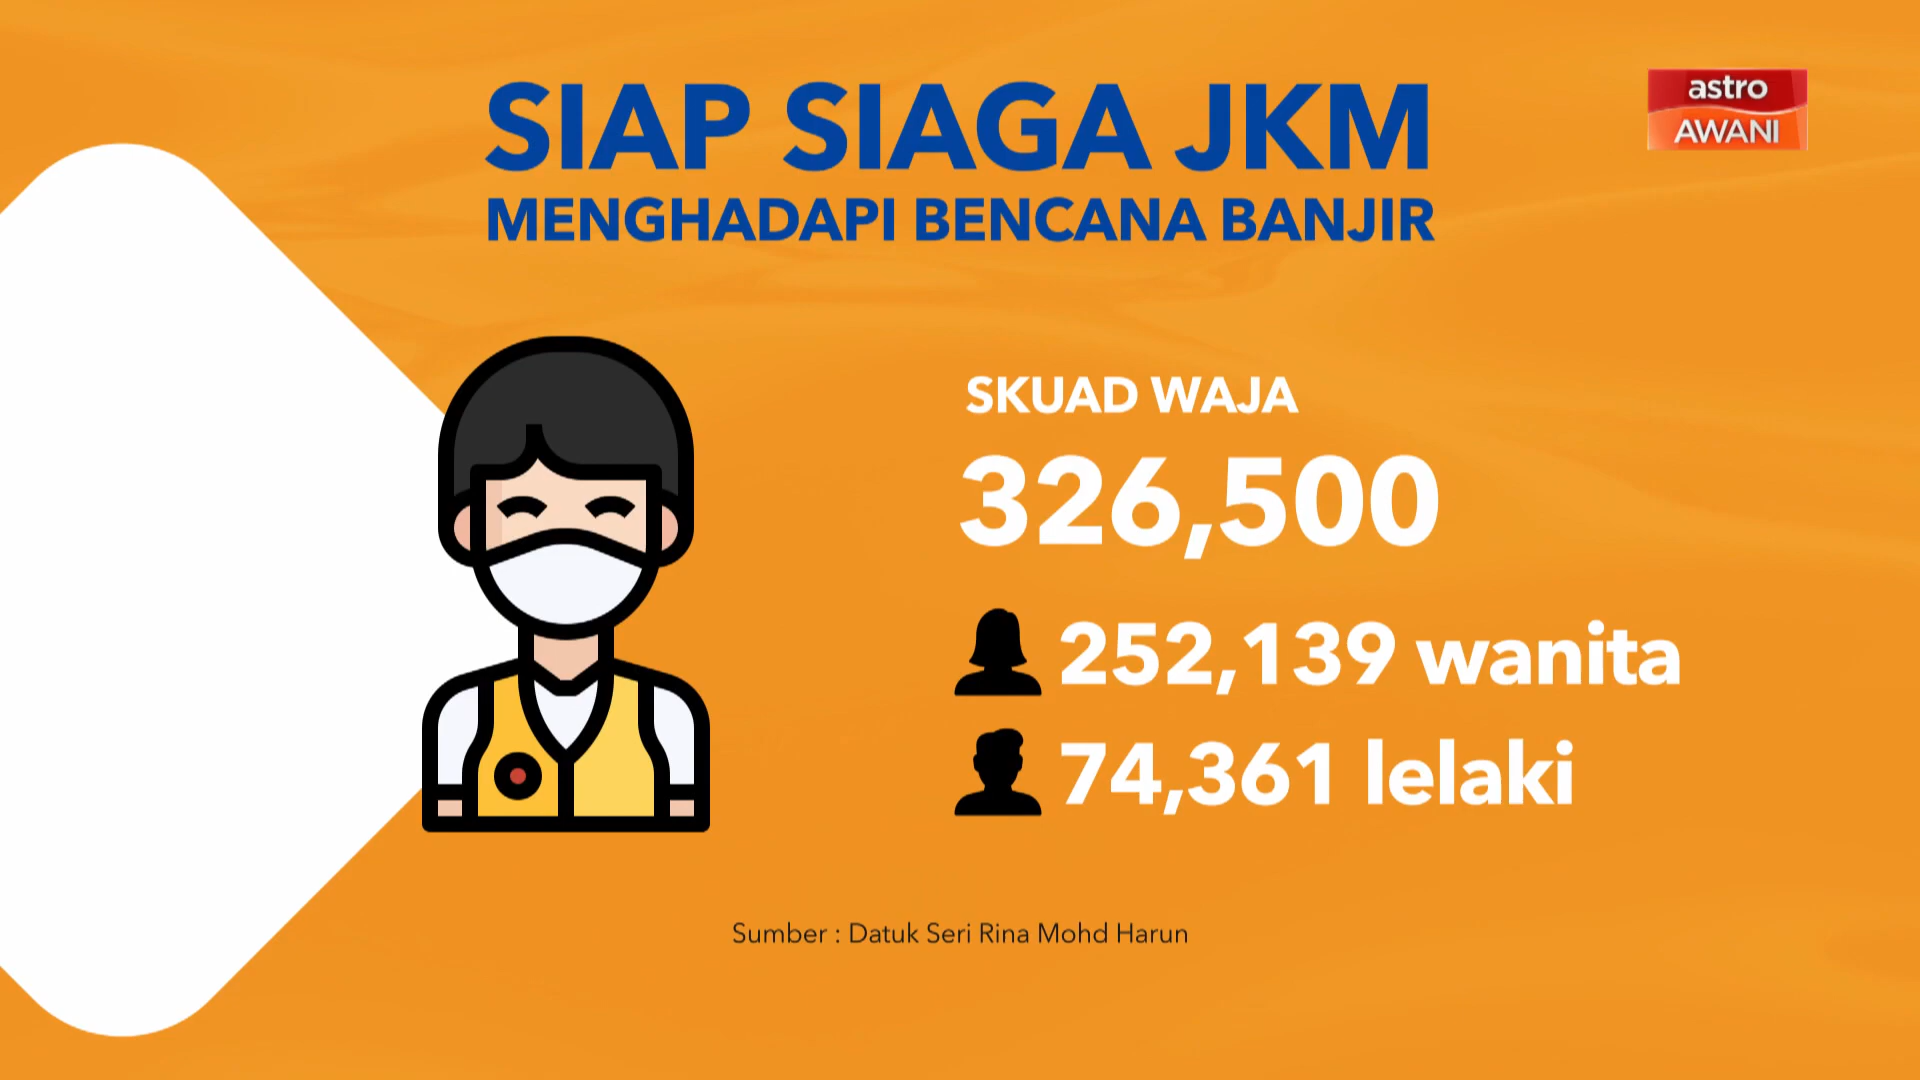 SIAP SIAGA JKM
MENGHADAPI BENCANA BANJIR
astro
AWANI
SKUAD WAJA
326,500
252,139 wanita
74,361 lelaki
Sumber : Datuk Seri Rina Mohd Harun